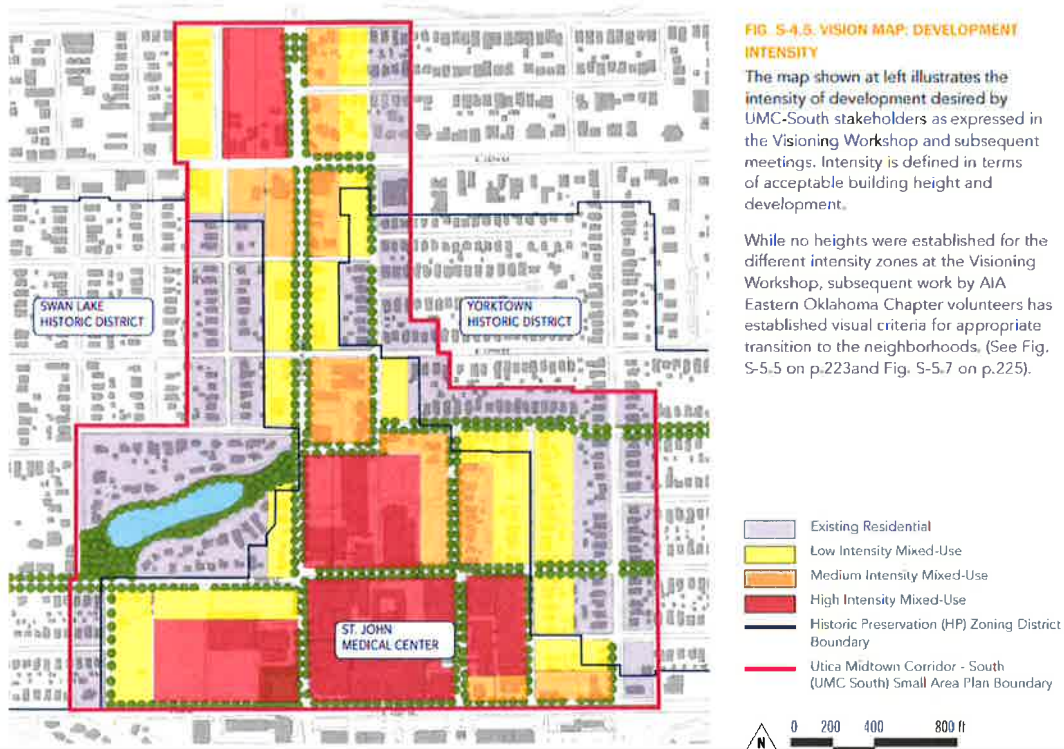 SWAN LAKE
HISTORIC DISTRICT
YORKTOWN
HISTORIC DISTRICT
ST. JOHN
MEDICAL CENTER
FIG. S-4.5. VISION MAP: DEVELOPMENT
INTENSITY
The map shown at left illustrates the
intensity of development desired by
UMC-South stakeholders as expressed in
the Visioning Workshop and subsequent
meetings. Intensity is defined in terms
of acceptable building height and
development.
While no heights were established for the
different intensity zones at the Visioning
Workshop, subsequent work by AIA
Eastern Oklahoma Chapter volunteers has
established visual criteria for appropriate
transition to the neighborhoods. (See Fig.
S-5.5 on p.223and Fig. S-5.7 on p.225).
Existing Residential
Low Intensity Mixed-Use
Medium Intensity Mixed-Use
High Intensity Mixed-Use
Historic Preservation (HP) Zoning District
Boundary
Utica Midtown Corridor - South
(UMC South) Small Area Plan Boundary
N
0 200 400 800 ft